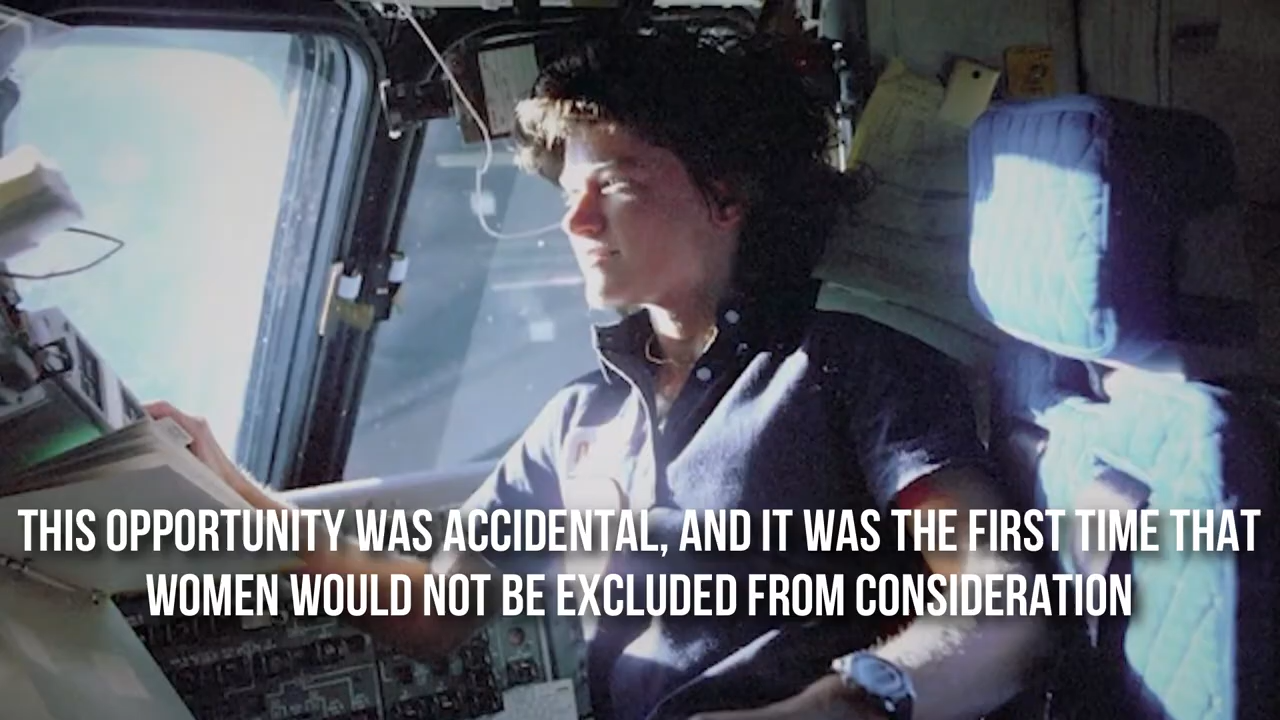 THIS OPPORTUNITY WAS ACCIDENTAL, AND IT WAS THE FIRST TIME THAT
WOMEN WOULD NOT BE EXCLUDED FROM CONSIDERATION